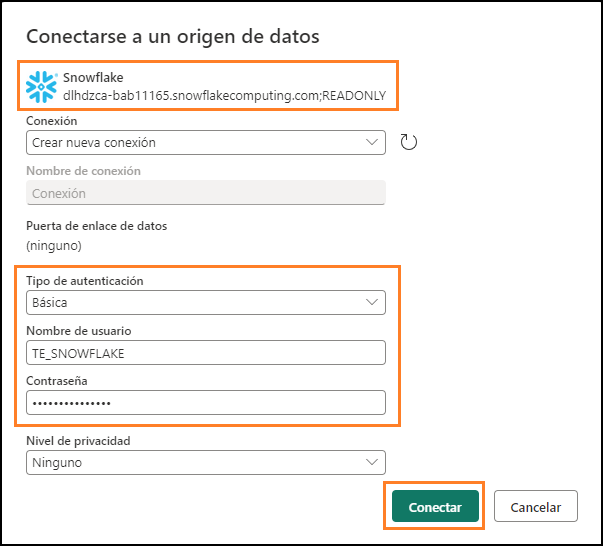 Conectarse a un origen de datos
Snowflake
dlhdzca-bab11165.snowflakecomputing.com;READONLY
Conexión
Crear nueva conexión
Nombre de conexión
Conexión
Puerta de enlace de datos
(ninguno)
Tipo de autenticación
Básica
Nombre de usuario
TE_SNOWFLAKE
Contraseña
•••••••••••••••
Nivel de privacidad
Ninguno
Conectar
Cancelar